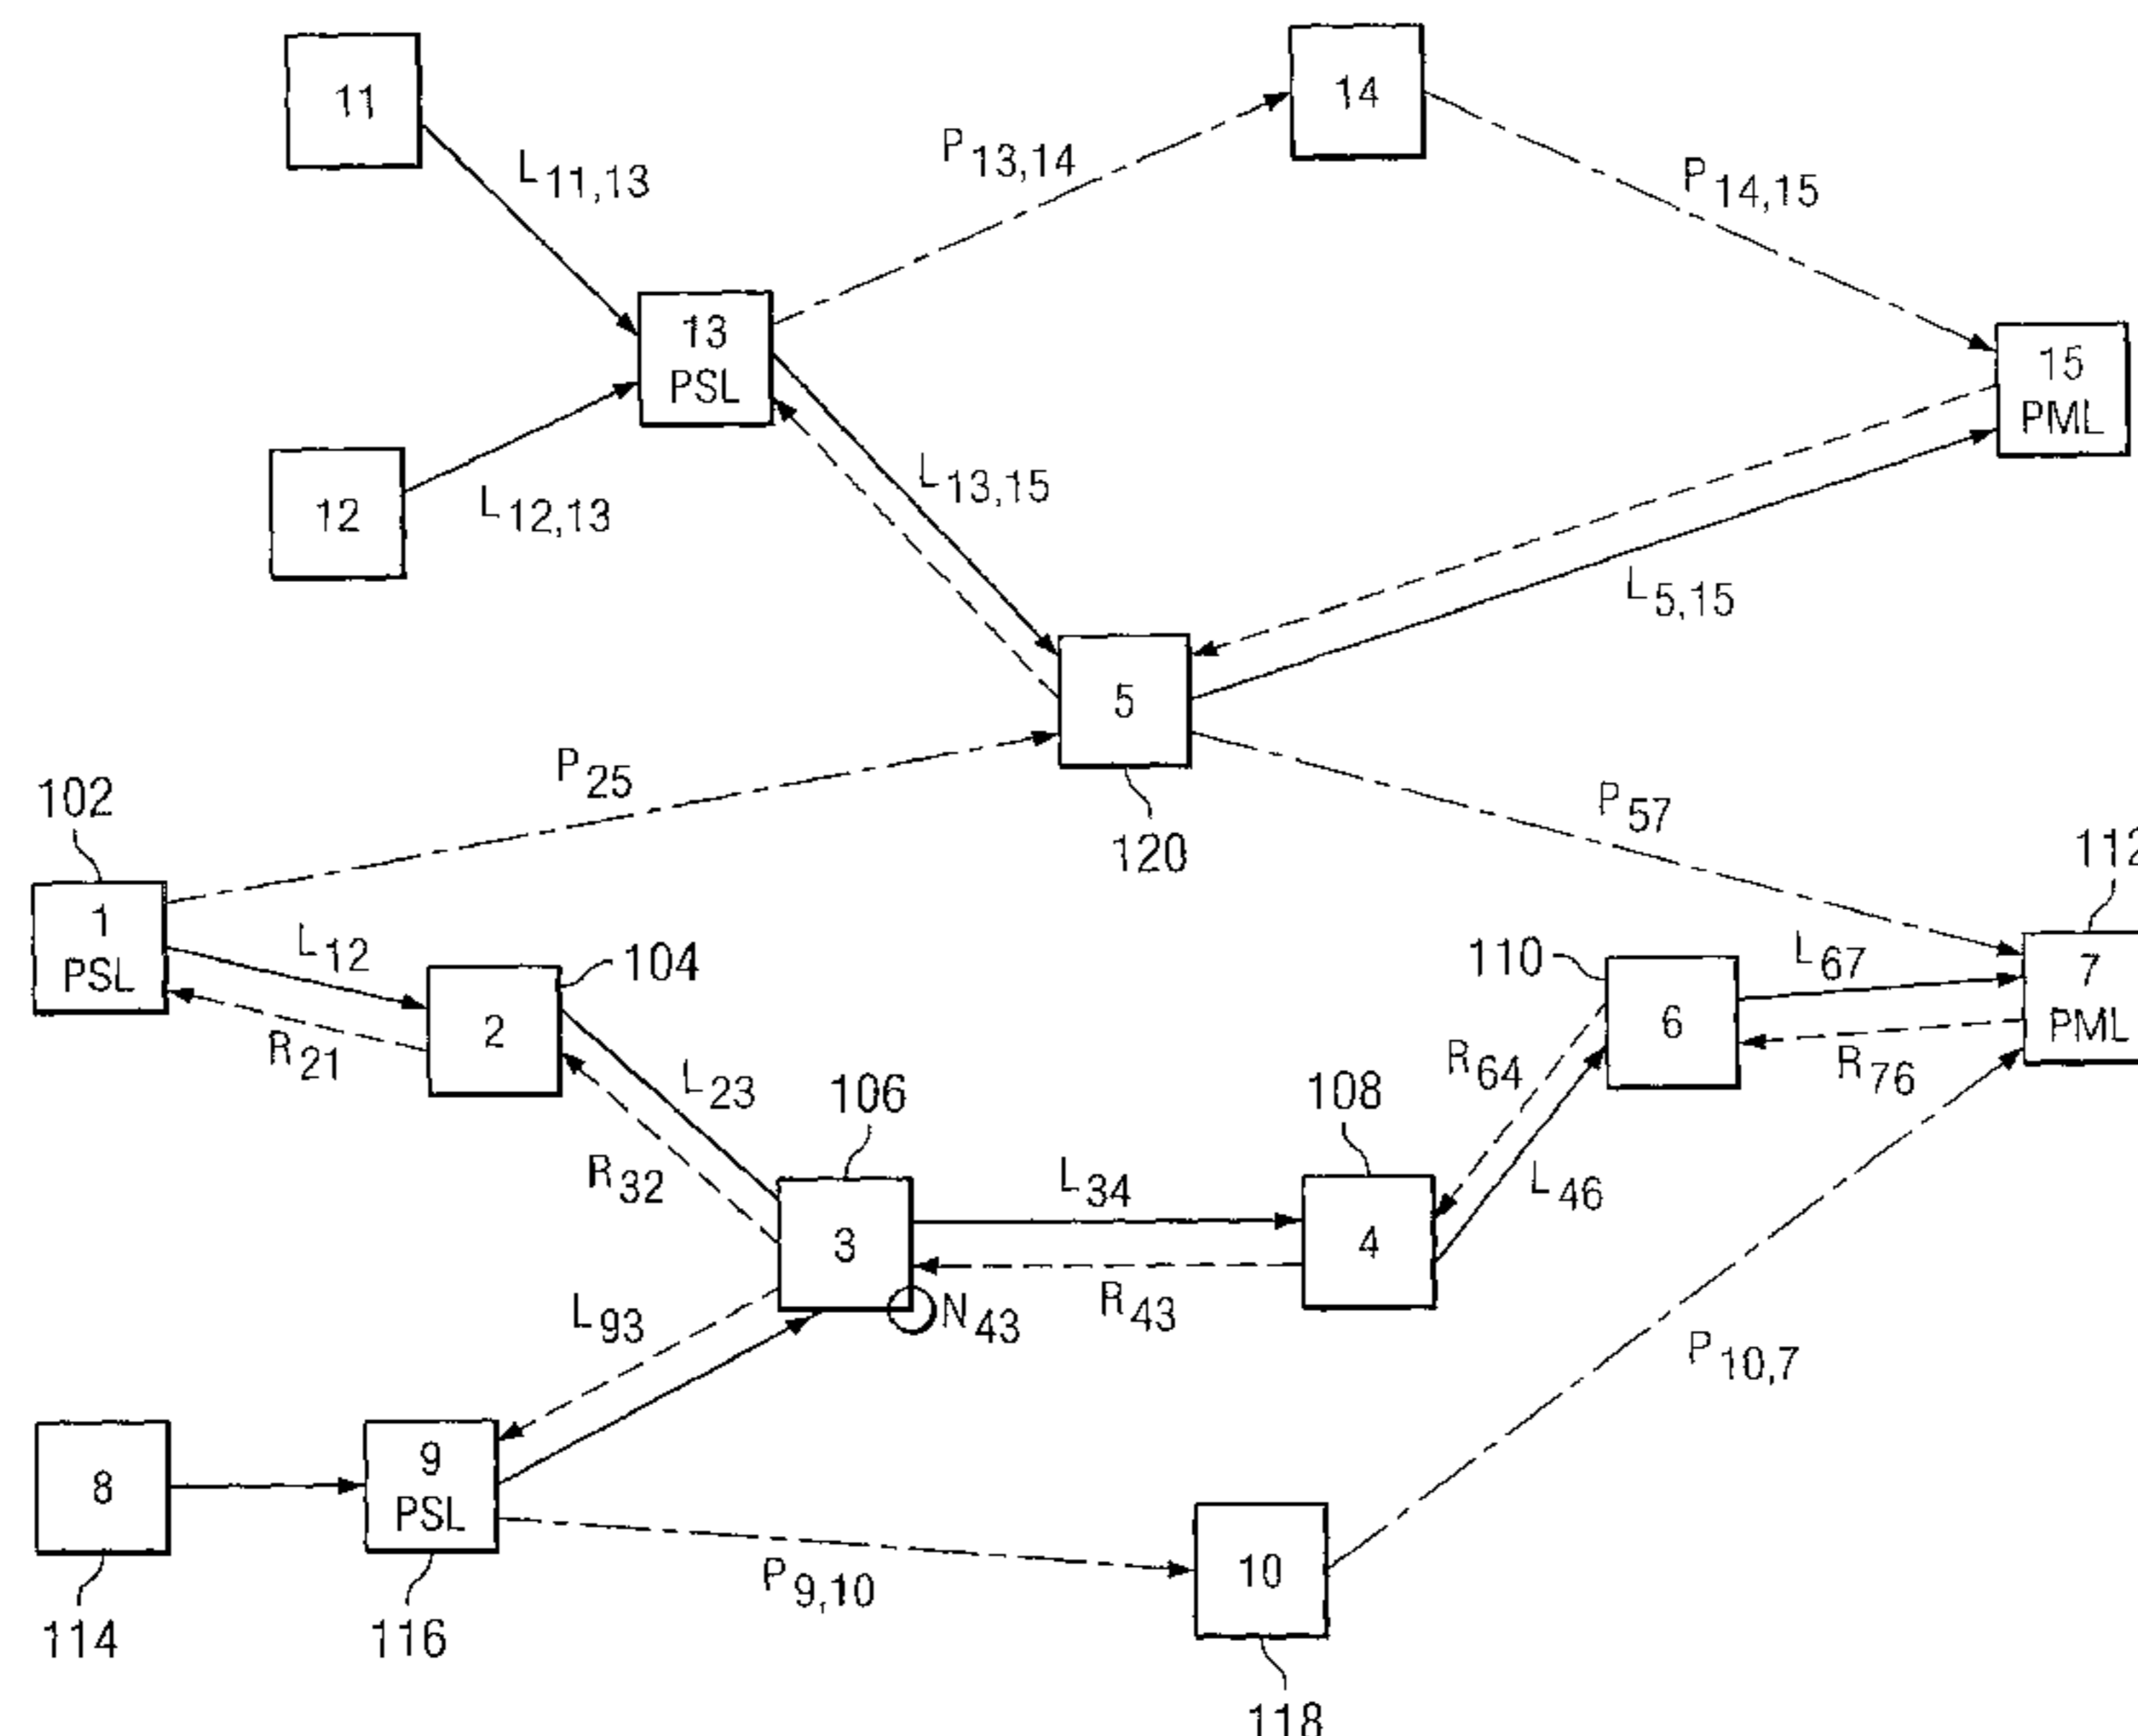 11
14
L11,13
P13,14
P14,15
13
PSL
15
PML
12
L12,13
L13,15
L5,15
5
P25
P57
102
120
112
1
PSL
L12
104
110
L67
7
PML
2
6
R21
L23
R64
R76
106
108
R32
L34
L46
3
4
L93
N43
R43
P10,7
8
9
PSL
10
P9,10
114
116
118